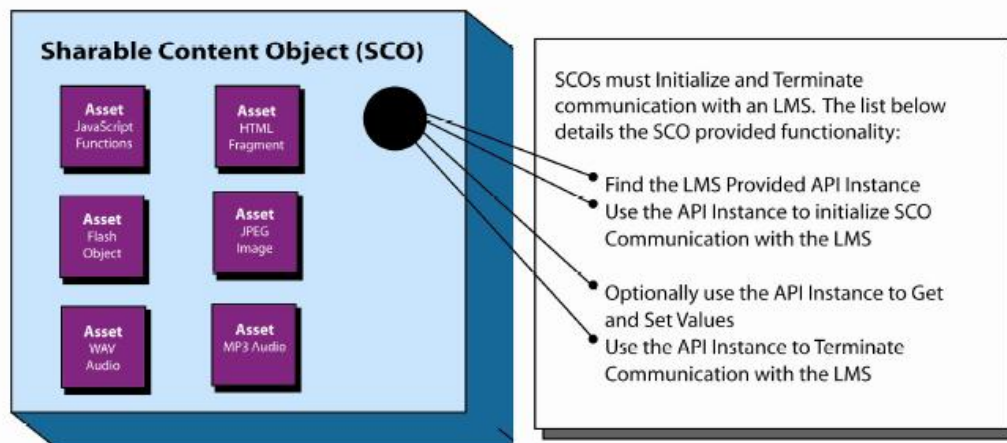 Sharable Content Object (SCO)
Asset
JavaScript
Functions
Asset
HTML
Fragment
Asset
Flash
Object
Asset
JPEG
Image
Asset
WAV
Audio
Asset
MP3 Audio
SCOs must Initialize and Terminate
communication with an LMS. The list below
details the SCO provided functionality:
Find the LMS Provided API Instance
Use the API Instance to initialize SCO
Communication with the LMS
Optionally use the API Instance to Get
and Set Values
Use the API Instance to Terminate
Communication with the LMS